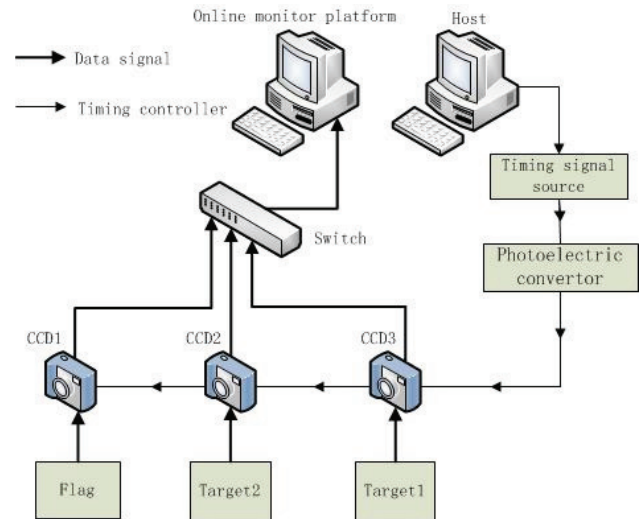 Online monitor platform
Host
Data signal
Timing controller
Timing signal
source
Switch
Photoelectric
convertor
CCD1
CCD2
CCD3
Flag
Target2
Target1